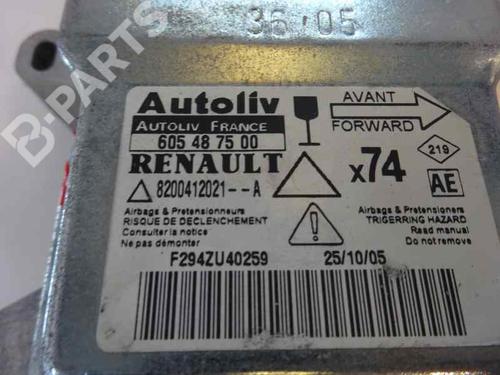 36 05
B-PARTS
Autoliv
AUTOLIV FRANCE
605 48 75 00
RENAULT
8200412021--A
AVANT
FORWARD
x74
219
AE
Airbags & Pretensionneurs
RISQUE DE DECLENCHEMENT
Consulter la notice
Ne pas démonter
Airbags & Pretensioners
TRIGERRING HAZARD
Read manual
Do not remove
F294ZU40259
25/10/05